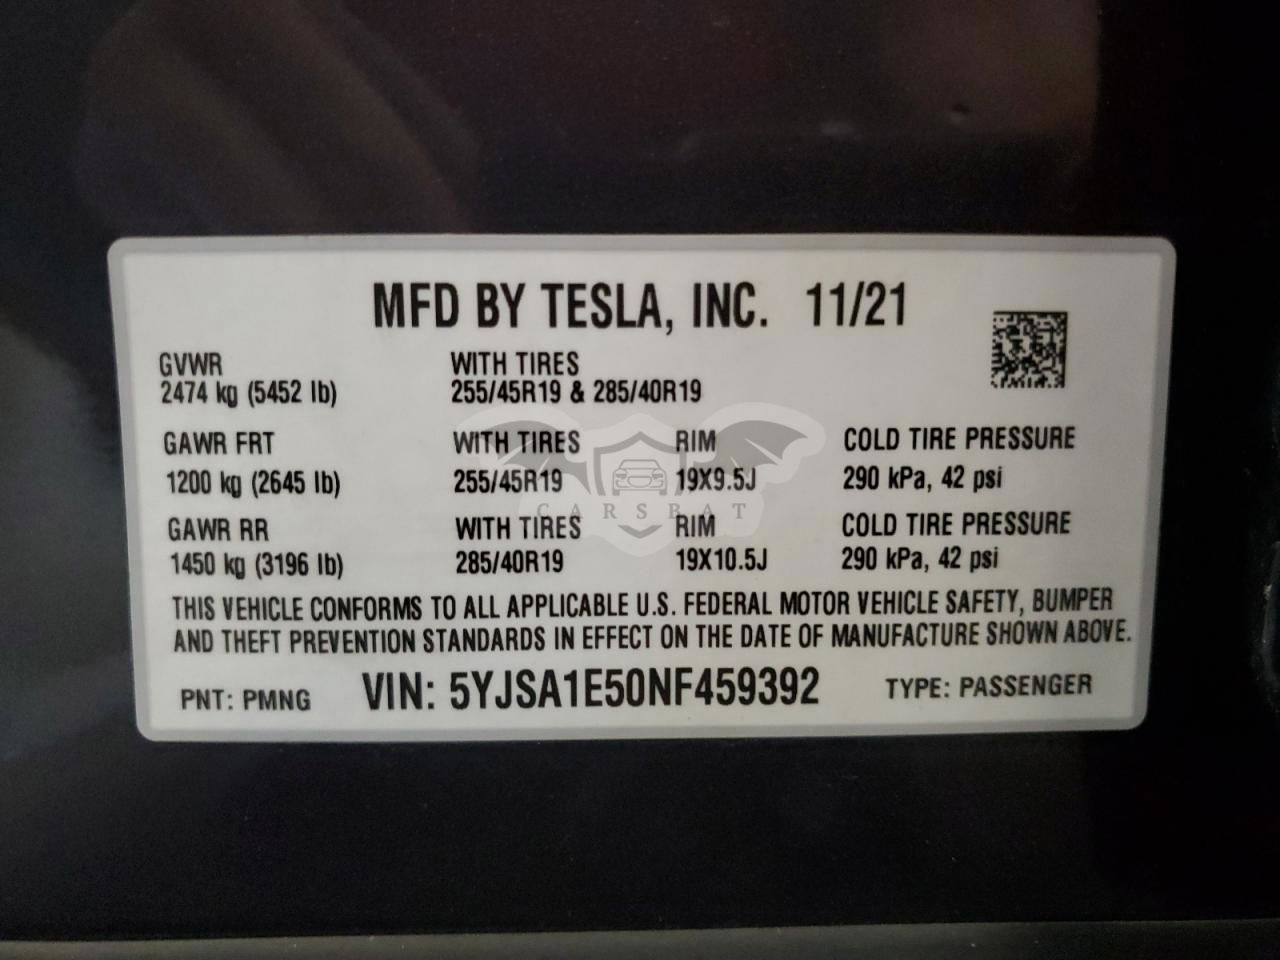 MFD BY TESLA, INC. 11/21
GVWR WITH TIRES
2474 kg (5452 lb) 255/45R19 & 285/40R19
GAWR FRT WITH TIRES RIM COLD TIRE PRESSURE
1200 kg (2645 lb) 255/45R19 19X9.5J 290 kPa, 42 psi
CARSBAT
GAWR RR WITH TIRES RIM COLD TIRE PRESSURE
1450 kg (3196 lb) 285/40R19 19X10.5J 290 kPa, 42 psi
THIS VEHICLE CONFORMS TO ALL APPLICABLE U.S. FEDERAL MOTOR VEHICLE SAFETY, BUMPER
AND THEFT PREVENTION STANDARDS IN EFFECT ON THE DATE OF MANUFACTURE SHOWN ABOVE.
PNT: PMNG VIN: 5YJSA1E50NF459392 TYPE: PASSENGER